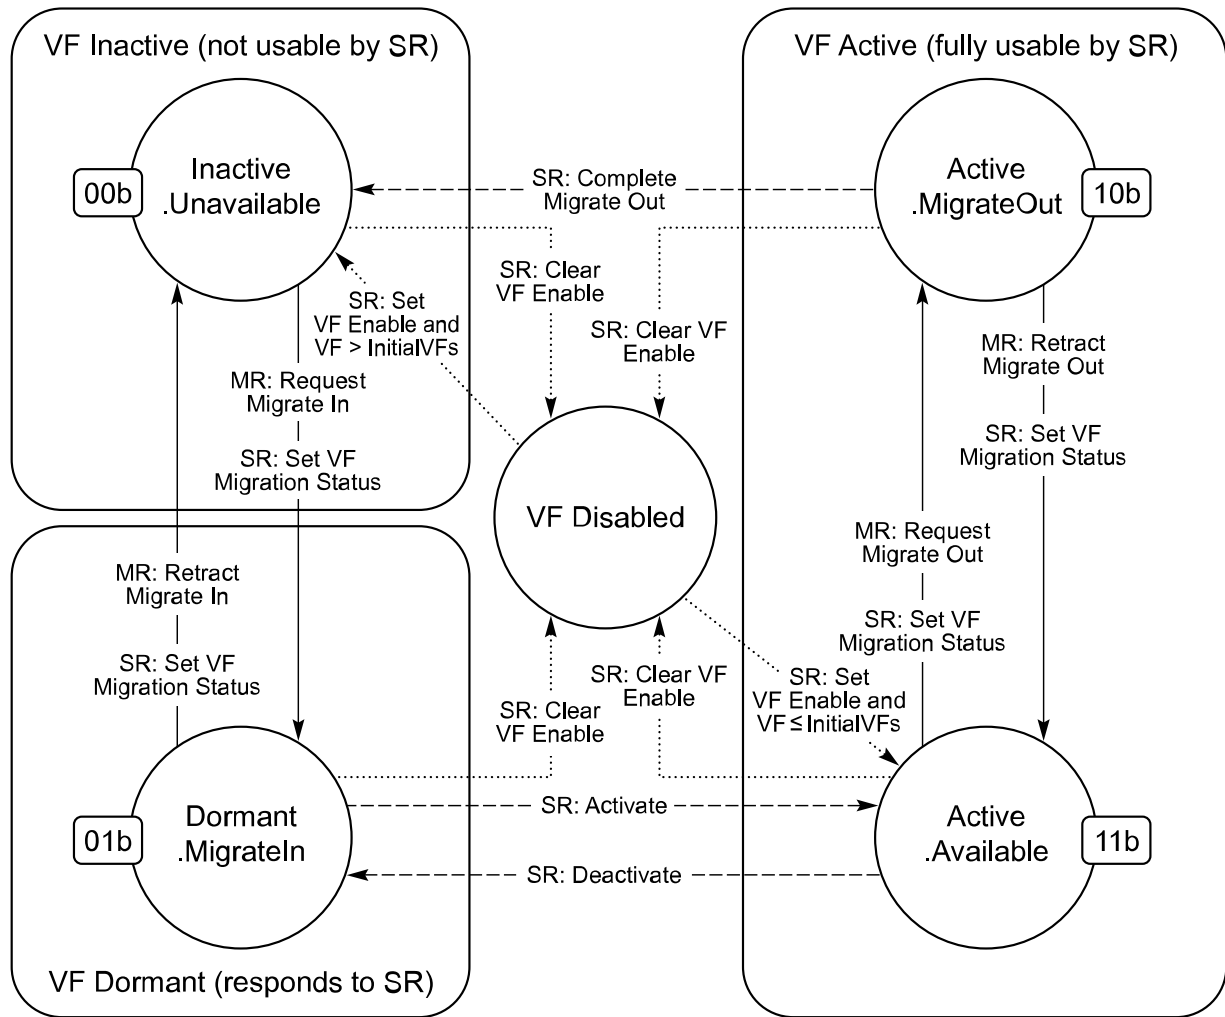 VF Inactive (not usable by SR)
VF Active (fully usable by SR)
Inactive
.Unavailable
00b
SR: Complete
Migrate Out
Active
.MigrateOut
10b
SR: Clear
VF Enable
SR: Set
VF Enable and
VF > InitialVFs
SR: Clear VF
Enable
MR: Retract
Migrate Out
MR: Request
Migrate In
SR: Set VF
Migration Status
SR: Set VF
Migration Status
VF Disabled
MR: Retract
Migrate In
MR: Request
Migrate Out
SR: Set VF
Migration Status
SR: Set VF
Migration Status
SR: Clear
VF Enable
SR: Clear VF
Enable
SR: Set
VF Enable and
VF ≤ InitialVFs
Dormant
.MigrateIn
01b
SR: Activate
SR: Deactivate
Active
.Available
11b
VF Dormant (responds to SR)